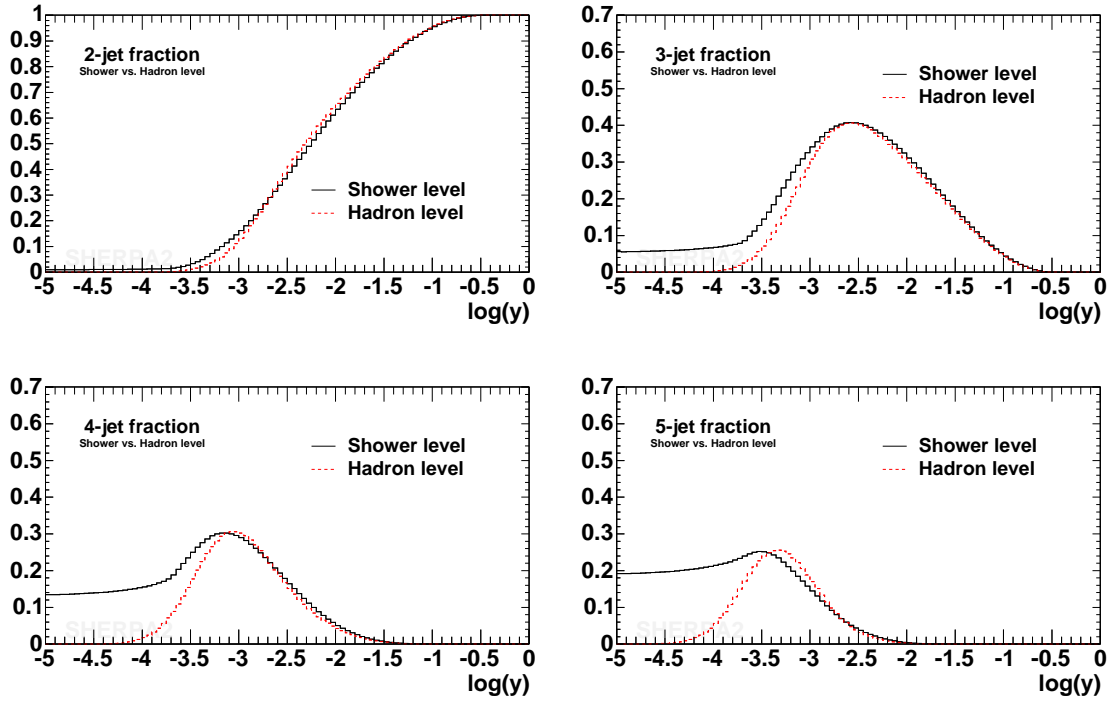 2-jet fraction
Shower vs. Hadron level
1
0.9
0.8
0.7
0.6
0.5
0.4
0.3
0.2
0.1
0
Shower level
Hadron level
SHERPA2
-5 -4.5 -4 -3.5 -3 -2.5 -2 -1.5 -1 -0.5 0
log(y)
3-jet fraction
Shower vs. Hadron level
0.7
0.6
0.5
0.4
0.3
0.2
0.1
0
Shower level
Hadron level
SHERPA2
-5 -4.5 -4 -3.5 -3 -2.5 -2 -1.5 -1 -0.5 0
log(y)
4-jet fraction
Shower vs. Hadron level
0.7
0.6
0.5
0.4
0.3
0.2
0.1
0
Shower level
Hadron level
SHERPA2
-5 -4.5 -4 -3.5 -3 -2.5 -2 -1.5 -1 -0.5 0
log(y)
5-jet fraction
Shower vs. Hadron level
0.7
0.6
0.5
0.4
0.3
0.2
0.1
0
Shower level
Hadron level
SHERPA2
-5 -4.5 -4 -3.5 -3 -2.5 -2 -1.5 -1 -0.5 0
log(y)